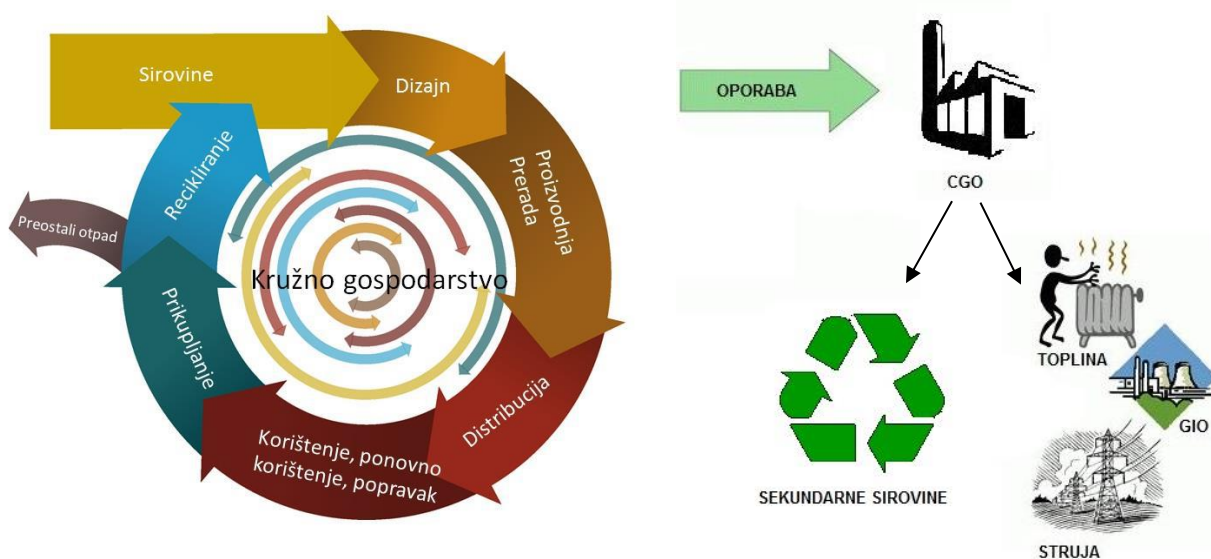 Sirovine
Dizajn
Proizvodnja
Prerada
Distribucija
Korištenje, ponovno
korištenje, popravak
Prikupljanje
Recikliranje
Preostali otpad
Kružno gospodarstvo
OPORABA
CGO
SEKUNDARNE SIROVINE
TOPLINA
GIO
STRUJA